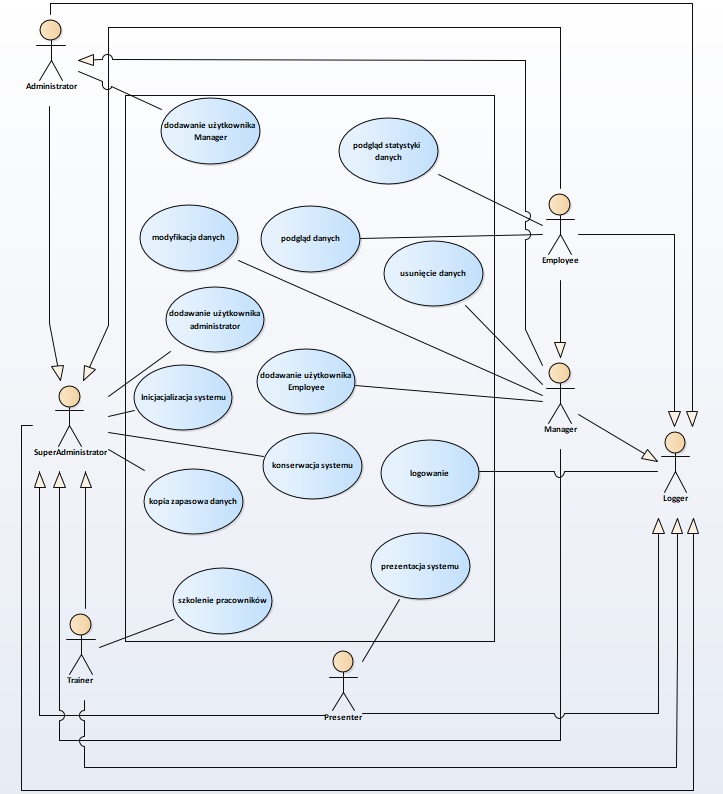 Administrator
dodawanie użytkownika
Manager
podgląd statystyki
danych
modyfikacja danych
podgląd danych
Employee
usunięcie danych
dodawanie użytkownika
administrator
dodawanie użytkownika
Employee
Inicjacjalizacja systemu
Manager
SuperAdministrator
konserwacja systemu
logowanie
Logger
kopia zapasowa danych
prezentacja systemu
szkolenie pracowników
Trainer
Presenter